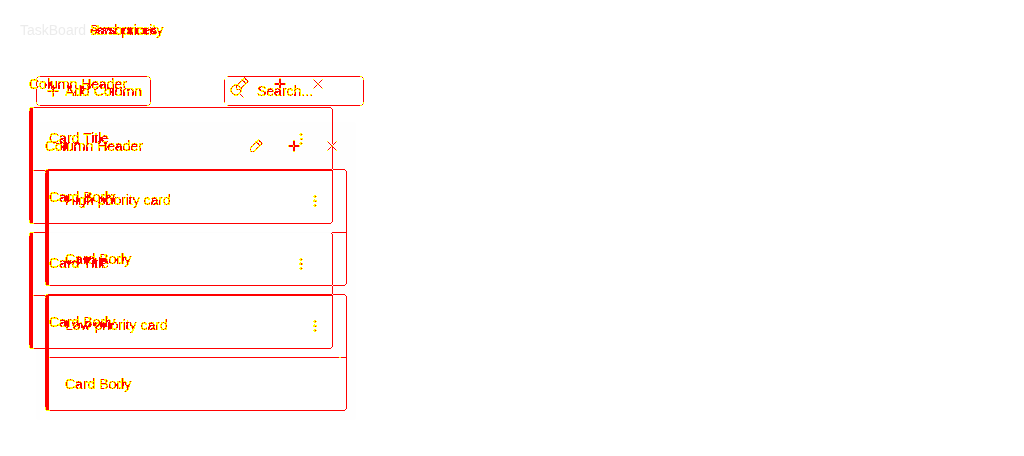 TaskBoard
Column Header
Add Column
Search...
Card Title
Column Header
Card Body
High priority card
Card Body
Card Title
Card Body
Low priority card
Card Body